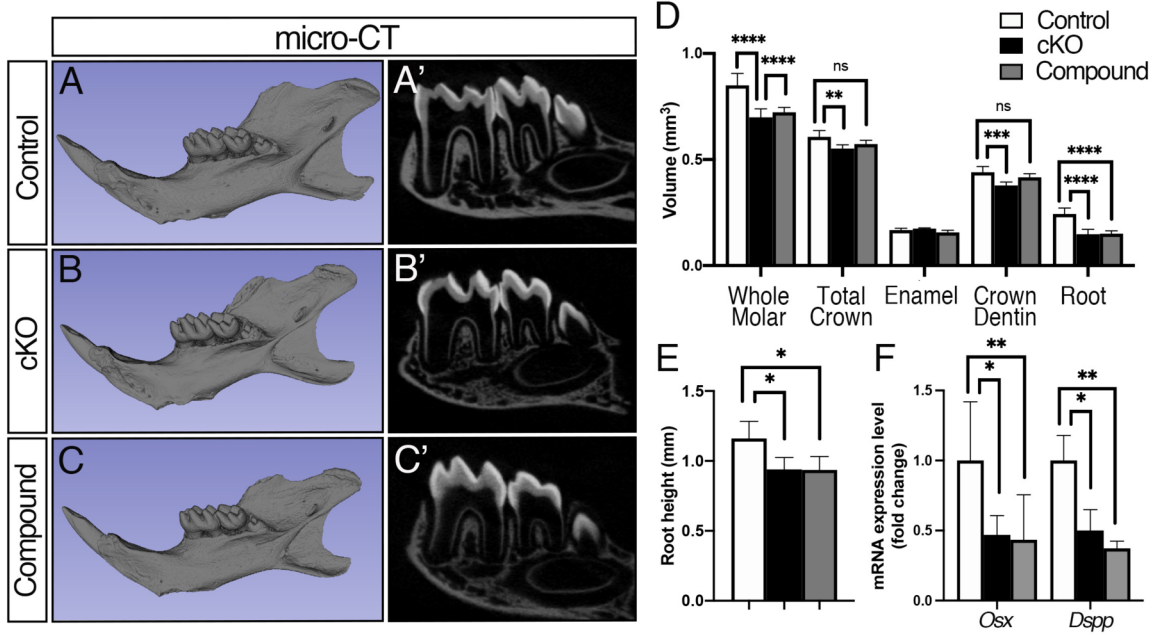 micro-CT
Control
A
A’
cKO
B
B’
Compound
C
C’
D
Control
cKO
Compound
Volume (mm³)
1.0
0.5
0.0
****
****
ns
**
ns
***
****
****
Whole
Molar
Total
Crown
Enamel
Crown
Dentin
Root
E
Root height (mm)
1.5
1.0
0.5
0.0
*
*
F
mRNA expression level
(fold change)
1.5
1.0
0.5
0.0
**
*
**
*
Osx
Dspp